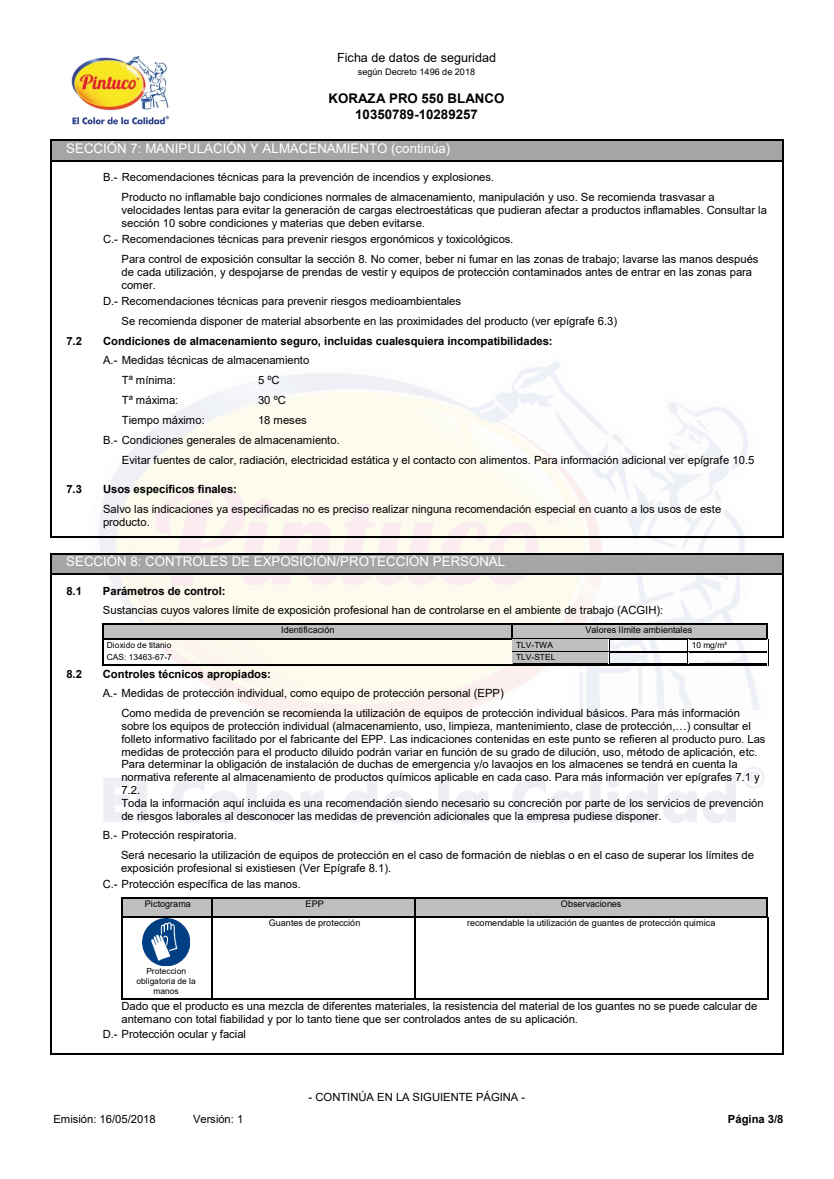 Pintuco®
El Color de la Calidad®
Ficha de datos de seguridad
según Decreto 1496 de 2018
KORAZA PRO 550 BLANCO
10350789-10289257
SECCIÓN 7: MANIPULACIÓN Y ALMACENAMIENTO (continúa)
B.- Recomendaciones técnicas para la prevención de incendios y explosiones.
Producto no inflamable bajo condiciones normales de almacenamiento, manipulación y uso. Se recomienda trasvasar a
velocidades lentas para evitar la generación de cargas electroestáticas que pudieran afectar a productos inflamables. Consultar la
sección 10 sobre condiciones y materias que deben evitarse.
C.- Recomendaciones técnicas para prevenir riesgos ergonómicos y toxicológicos.
Para control de exposición consultar la sección 8. No comer, beber ni fumar en las zonas de trabajo; lavarse las manos después
de cada utilización, y despojarse de prendas de vestir y equipos de protección contaminados antes de entrar en las zonas para
comer.
D.- Recomendaciones técnicas para prevenir riesgos medioambientales
Se recomienda disponer de material absorbente en las proximidades del producto (ver epígrafe 6.3)
7.2 Condiciones de almacenamiento seguro, incluidas cualesquiera incompatibilidades:
A.- Medidas técnicas de almacenamiento
Tª mínima: 5 ºC
Tª máxima: 30 ºC
Tiempo máximo: 18 meses
B.- Condiciones generales de almacenamiento.
Evitar fuentes de calor, radiación, electricidad estática y el contacto con alimentos. Para información adicional ver epígrafe 10.5
7.3 Usos específicos finales:
Salvo las indicaciones ya especificadas no es preciso realizar ninguna recomendación especial en cuanto a los usos de este
producto.
SECCIÓN 8: CONTROLES DE EXPOSICIÓN/PROTECCIÓN PERSONAL
8.1 Parámetros de control:
Sustancias cuyos valores límite de exposición profesional han de controlarse en el ambiente de trabajo (ACGIH):
Identificación Valores límite ambientales
Dioxido de titanio TLV-TWA 10 mg/m³
CAS: 13463-67-7 TLV-STEL
8.2 Controles técnicos apropiados:
A.- Medidas de protección individual, como equipo de protección personal (EPP)
Como medida de prevención se recomienda la utilización de equipos de protección individual básicos. Para más información
sobre los equipos de protección individual (almacenamiento, uso, limpieza, mantenimiento, clase de protección,…) consultar el
folleto informativo facilitado por el fabricante del EPP. Las indicaciones contenidas en este punto se refieren al producto puro. Las
medidas de protección para el producto diluido podrán variar en función de su grado de dilución, uso, método de aplicación, etc.
Para determinar la obligación de instalación de duchas de emergencia y/o lavaojos en los almacenes se tendrá en cuenta la
normativa referente al almacenamiento de productos químicos aplicable en cada caso. Para más información ver epígrafes 7.1 y
7.2.
Toda la información aquí incluida es una recomendación siendo necesario su concreción por parte de los servicios de prevención
de riesgos laborales al desconocer las medidas de prevención adicionales que la empresa pudiese disponer.
B.- Protección respiratoria.
Será necesario la utilización de equipos de protección en el caso de formación de nieblas o en el caso de superar los límites de
exposición profesional si existiesen (Ver Epígrafe 8.1).
C.- Protección específica de las manos.
Pictograma EPP Observaciones
Guantes de protección recomendable la utilización de guantes de protección quimica
Proteccion
obligatoria de la
manos
Dado que el producto es una mezcla de diferentes materiales, la resistencia del material de los guantes no se puede calcular de
antemano con total fiabilidad y por lo tanto tiene que ser controlados antes de su aplicación.
D.- Protección ocular y facial
- CONTINÚA EN LA SIGUIENTE PÁGINA -
Emisión: 16/05/2018 Versión: 1 Página 3/8